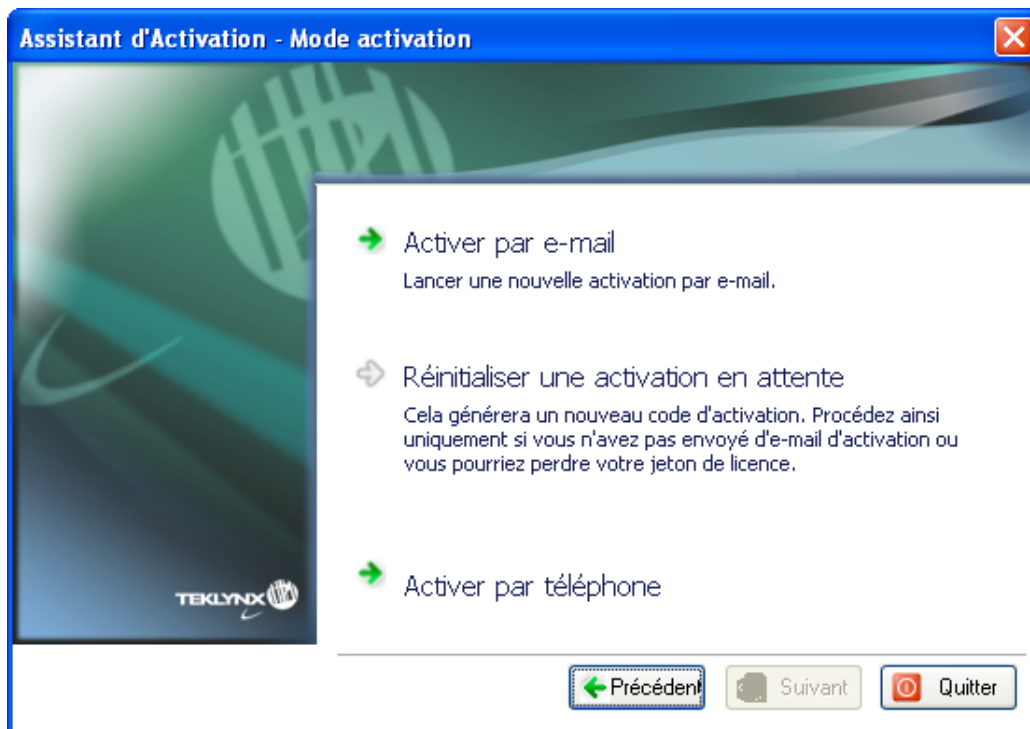 Assistant d'Activation - Mode activation
Activer par e-mail
Lancer une nouvelle activation par e-mail.
Réinitialiser une activation en attente
Cela générera un nouveau code d'activation. Procédez ainsi
uniquement si vous n'avez pas envoyé d'e-mail d'activation ou
vous pourriez perdre votre jeton de licence.
TEKLYNX
Activer par téléphone
Précédent
Suivant
Quitter